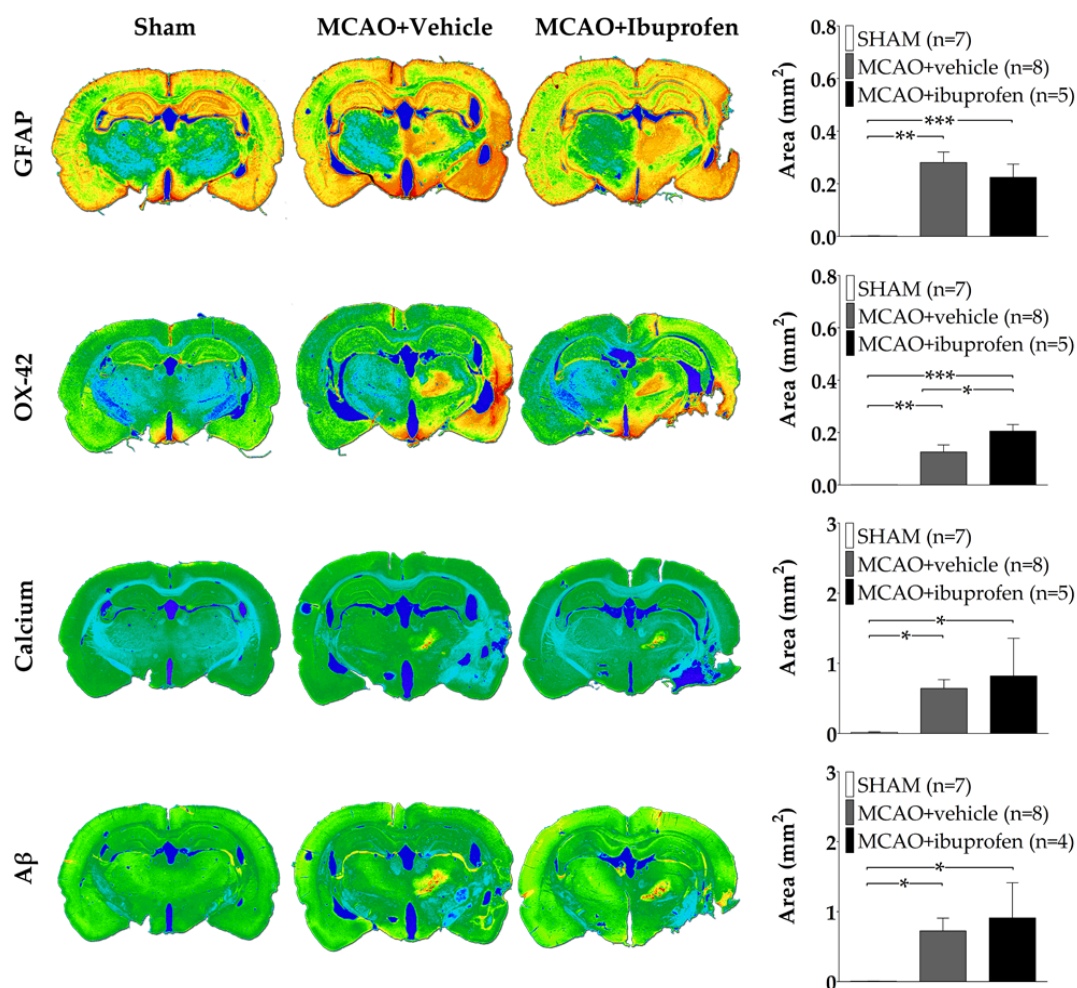 Sham MCAO+Vehicle MCAO+Ibuprofen
GFAP
Area (mm²)
0.8
0.6
0.4
0.2
0.0
SHAM (n=7)
MCAO+vehicle (n=8)
MCAO+ibuprofen (n=5)
***
**
OX-42
Area (mm²)
0.8
0.6
0.4
0.2
0.0
SHAM (n=7)
MCAO+vehicle (n=8)
MCAO+ibuprofen (n=5)
***
*
**
Calcium
Area (mm²)
3
2
1
0
SHAM (n=7)
MCAO+vehicle (n=8)
MCAO+ibuprofen (n=5)
*
*
Aβ
Area (mm²)
3
2
1
0
SHAM (n=7)
MCAO+vehicle (n=8)
MCAO+ibuprofen (n=4)
*
*